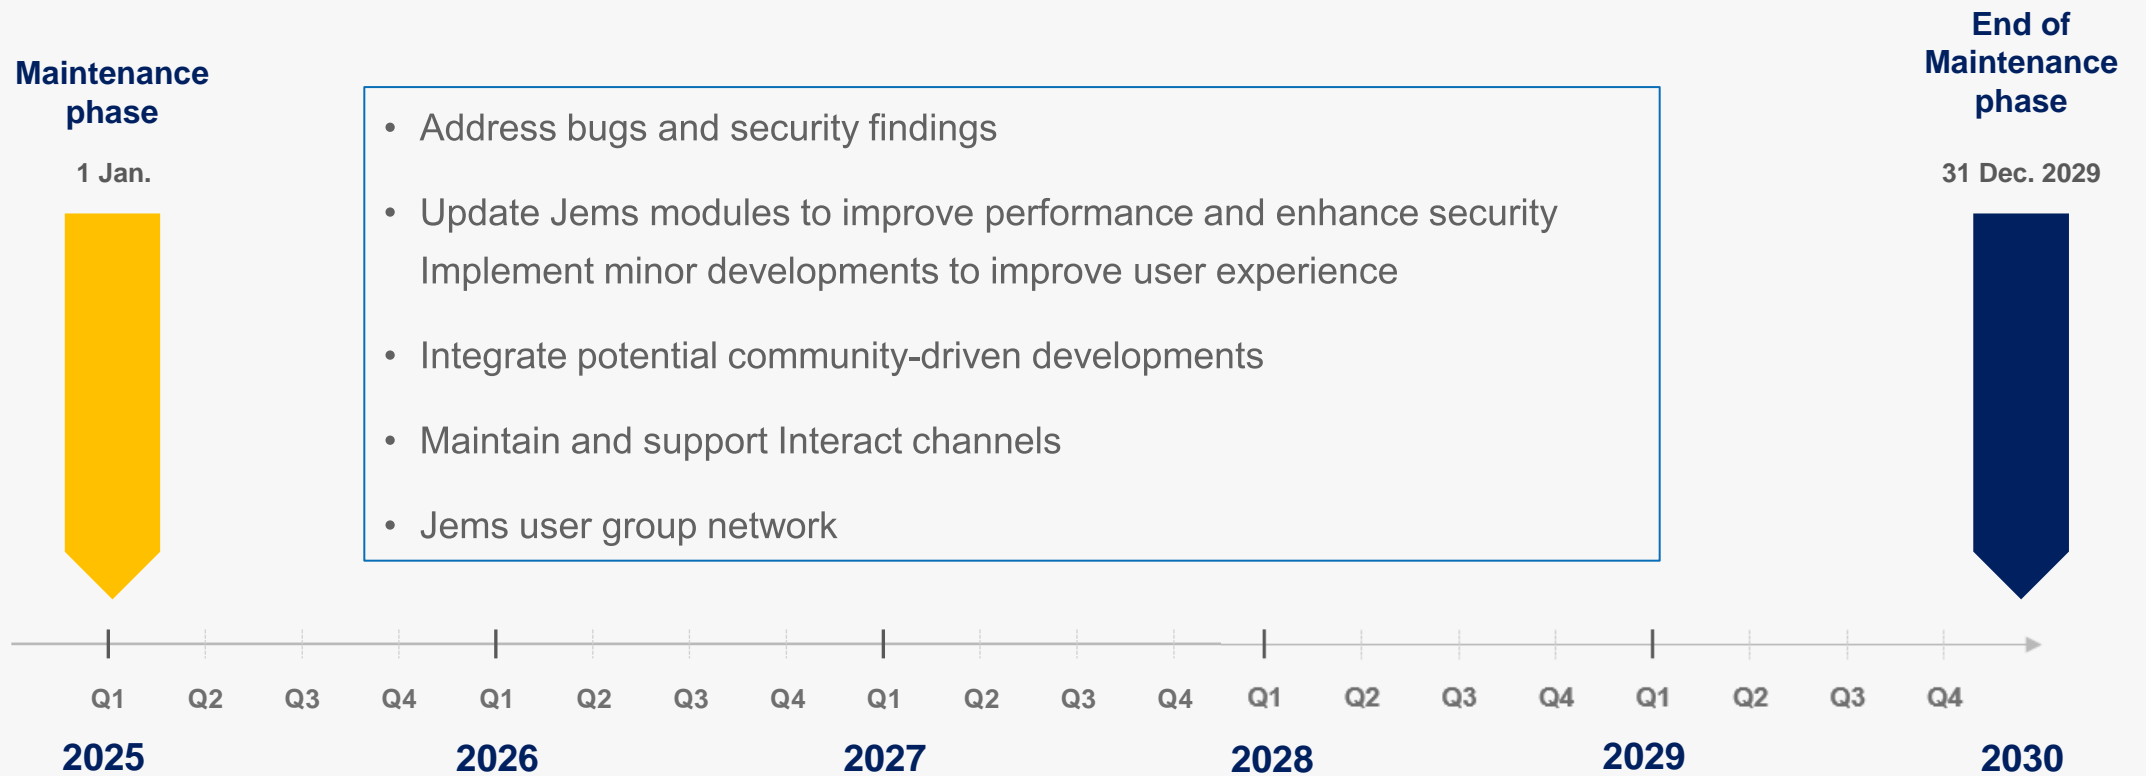 Maintenance
phase
1 Jan.
• Address bugs and security findings
• Update Jems modules to improve performance and enhance security
Implement minor developments to improve user experience
• Integrate potential community-driven developments
• Maintain and support Interact channels
• Jems user group network
End of
Maintenance
phase
31 Dec. 2029
Q1 Q2 Q3 Q4 Q1 Q2 Q3 Q4 Q1 Q2 Q3 Q4 Q1 Q2 Q3 Q4 Q1 Q2 Q3 Q4
2025 2026 2027 2028 2029 2030